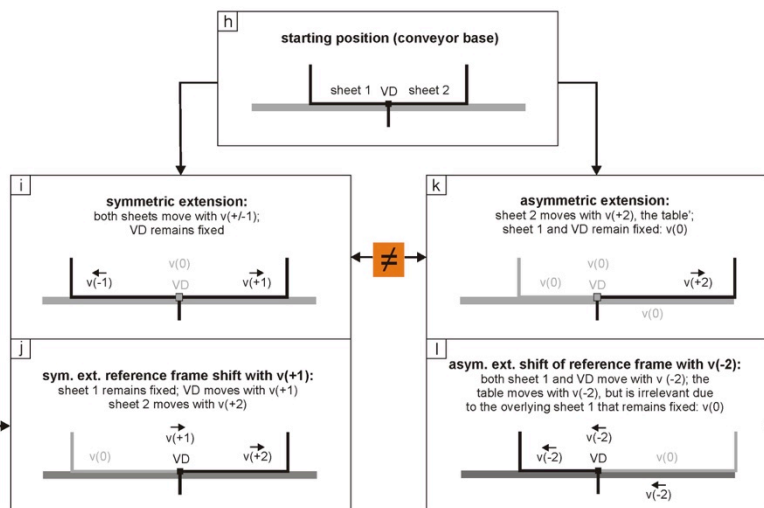 h
starting position (conveyor base)
sheet 1 VD sheet 2
i
symmetric extension:
both sheets move with v(+/-1);
VD remains fixed
v(0)
v(-1) VD v(+1)
k
asymmetric extension:
sheet 2 moves with v(+2), the table';
sheet 1 and VD remain fixed: v(0)
v(0)
v(0) VD v(+2)
v(0)
≠
j
sym. ext. reference frame shift with v(+1):
sheet 1 remains fixed; VD moves with v(+1)
sheet 2 moves with v(+2)
v(+1)
v(0) VD v(+2)
l
asym. ext. shift of reference frame with v(-2):
both sheet 1 and VD move with v (-2); the
table moves with v(-2), but is irrelevant due
to the overlying sheet 1 that remains fixed: v(0)
v(-2)
v(-2) VD v(0)
v(-2)